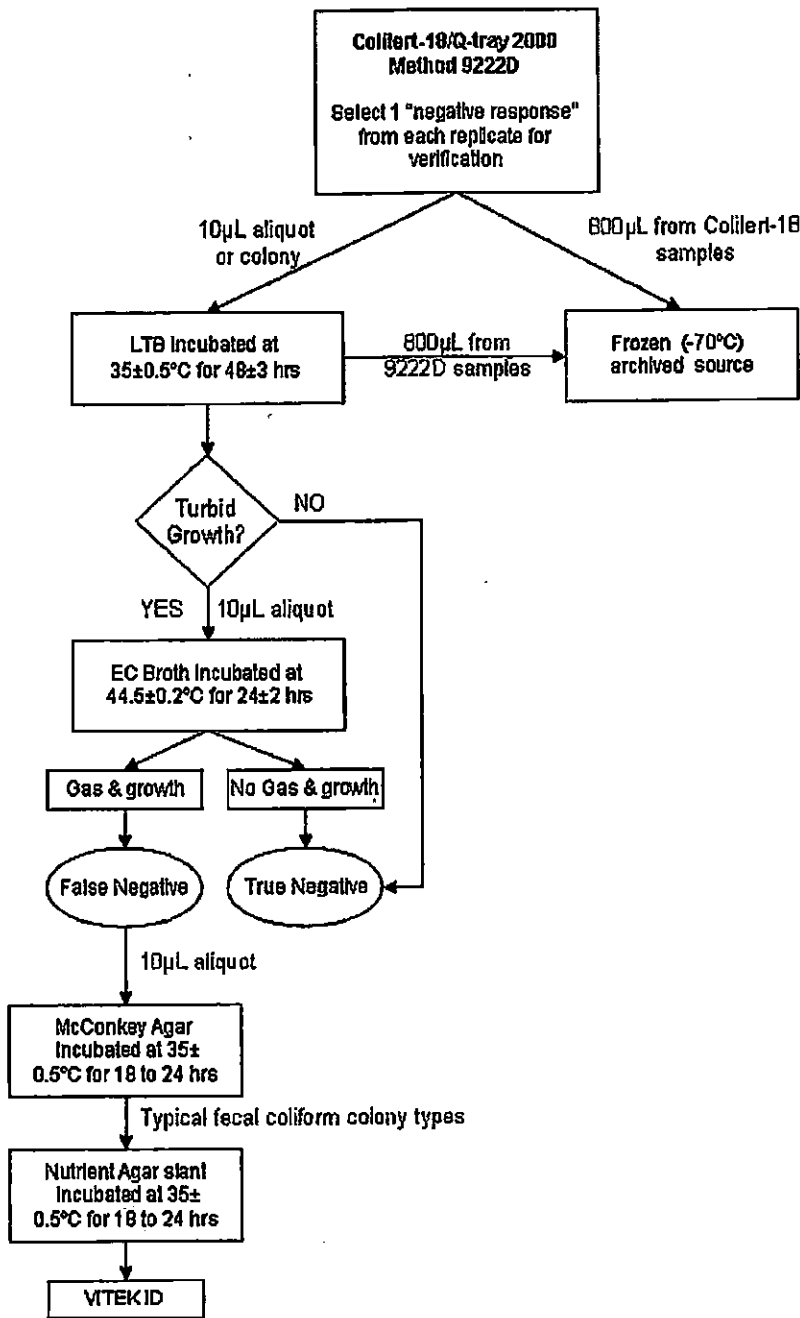 Colilert-18/Q-tray 2000
Method 9222D
Select 1 "negative response"
from each replicate for
verification
10µL aliquot
or colony
800µL from Colilert-18
samples
LTB Incubated at
35±0.5°C for 48±3 hrs
800µL from
9222D samples
Frozen (-70°C)
archived source
Turbid
Growth?
NO
YES
10µL aliquot
EC Broth Incubated at
44.5±0.2°C for 24±2 hrs
Gas & growth
No Gas & growth
False Negative
True Negative
10µL aliquot
McConkey Agar
Incubated at 35±
0.5°C for 18 to 24 hrs
Typical fecal coliform colony types
Nutrient Agar slant
Incubated at 35±
0.5°C for 18 to 24 hrs
VITEK ID